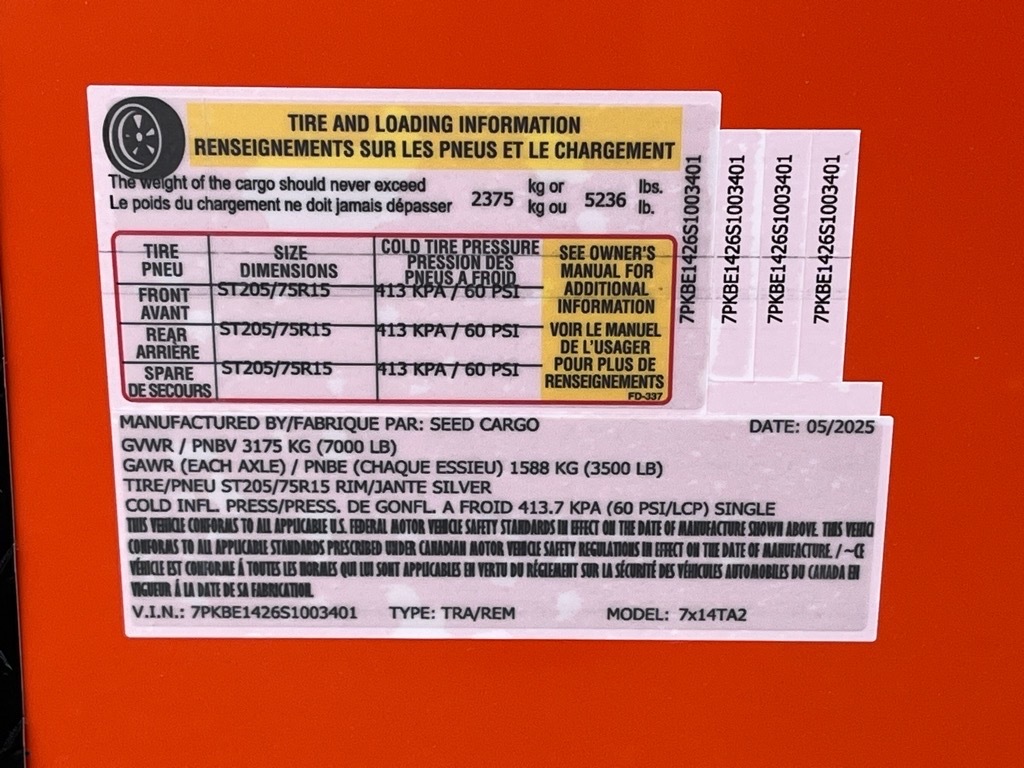 TIRE AND LOADING INFORMATION
RENSEIGNEMENTS SUR LES PNEUS ET LE CHARGEMENT
The weight of the cargo should never exceed 2375 kg or 5236 lbs.
Le poids du chargement ne doit jamais dépasser kg ou lb.
TIRE PNEU
SIZE DIMENSIONS
COLD TIRE PRESSURE
PRESSION DES
PNEUS A FROID
FRONT AVANT ST205/75R15 413 KPA / 60 PSI
REAR ARRIÈRE ST205/75R15 413 KPA / 60 PSI
SPARE DE SECOURS ST205/75R15 413 KPA / 60 PSI
SEE OWNER'S
MANUAL FOR
ADDITIONAL
INFORMATION
VOIR LE MANUEL
DE L'USAGER
POUR PLUS DE
RENSEIGNEMENTS
FD-337
7PKBE1426S1003401
7PKBE1426S1003401
7PKBE1426S1003401
7PKBE1426S1003401
MANUFACTURED BY/FABRIQUE PAR: SEED CARGO DATE: 05/2025
GVWR / PNBV 3175 KG (7000 LB)
GAWR (EACH AXLE) / PNBE (CHAQUE ESSIEU) 1588 KG (3500 LB)
TIRE/PNEU ST205/75R15 RIM/JANTE SILVER
COLD INFL. PRESS/PRESS. DE GONFL. A FROID 413.7 KPA (60 PSI/LCP) SINGLE
THIS VEHICLE CONFORMS TO ALL APPLICABLE U.S. FEDERAL MOTOR VEHICLE SAFETY STANDARDS IN EFFECT ON THE DATE OF MANUFACTURE SHOWN ABOVE. THIS VEHIC
CONFORMS TO ALL APPLICABLE STANDARDS PRESCRIBED UNDER CANADIAN MOTOR VEHICLE SAFETY REGULATIONS IN EFFECT ON THE DATE OF MANUFACTURE. / ~CE
VÉHICLE EST CONFORME Á TOUTES LES NORMES QUI LUI SONT APPLICABLES EN VERTU DU RÉGLEMENT SUR LA SÉCURITÉ DES VÉHICULES AUTOMOBILES DU CANADA EN
VIGUEUR Á LA DATE DE SA FABRICATION.
V.I.N.: 7PKBE1426S1003401 TYPE: TRA/REM MODEL: 7x14TA2